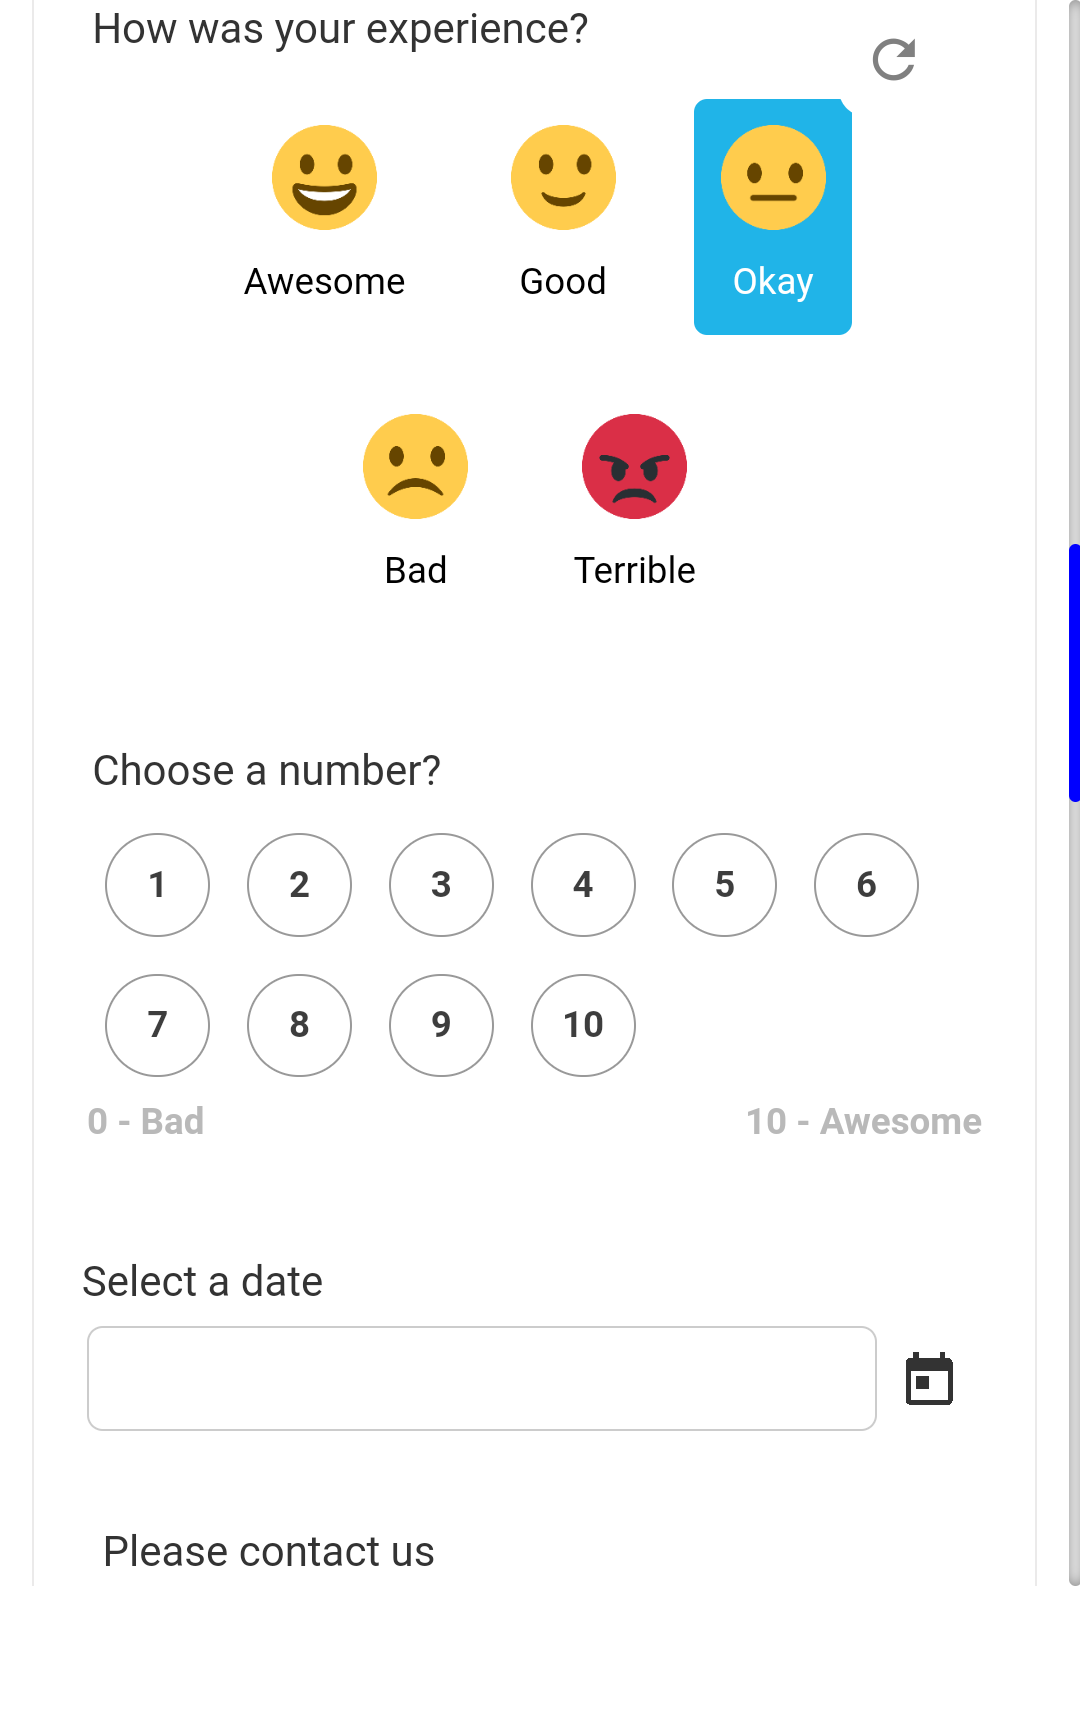 How was your experience?
Awesome Good Okay
Bad Terrible
Choose a number?
1 2 3 4 5 6
7 8 9 10
0 - Bad 10 - Awesome
Select a date
Please contact us